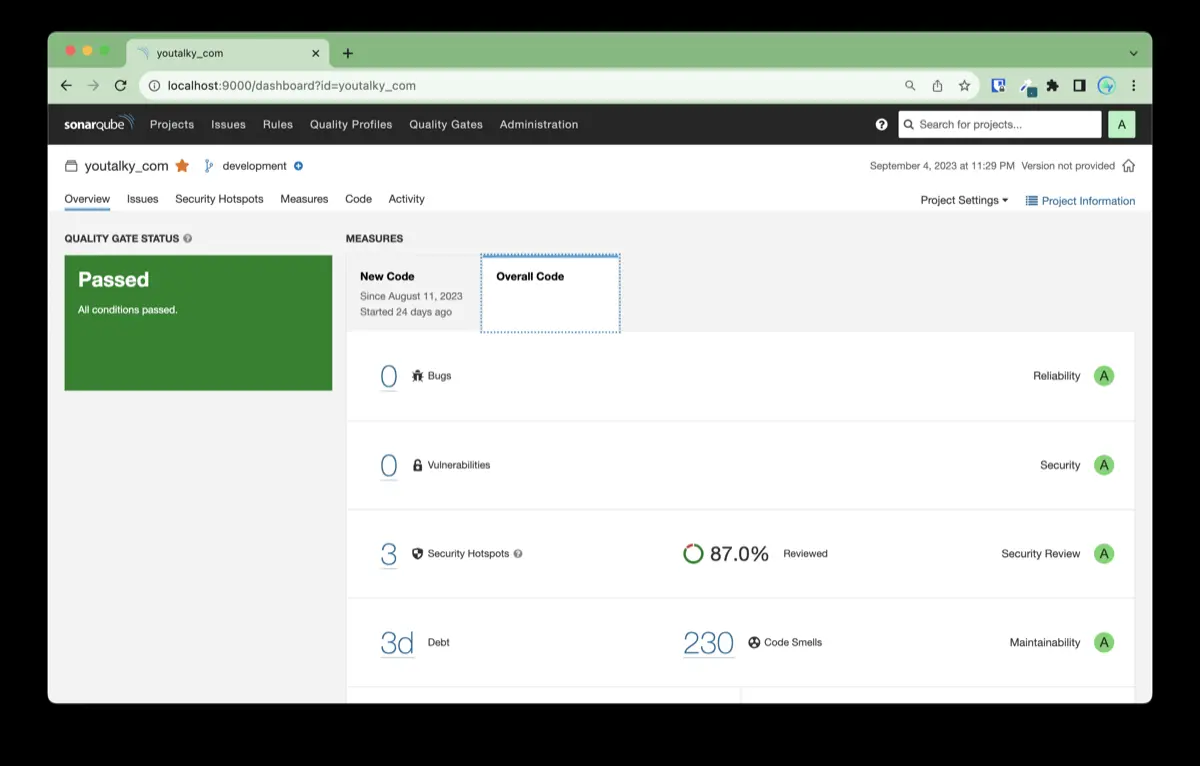 youtalky_com
localhost:9000/dashboard?id=youtalky_com
sonarqube Projects Issues Rules Quality Profiles Quality Gates Administration Search for projects... A
youtalky_com development September 4, 2023 at 11:29 PM Version not provided
Overview Issues Security Hotspots Measures Code Activity Project Settings Project Information
QUALITY GATE STATUS MEASURES
Passed
All conditions passed.
New Code
Since August 11, 2023
Started 24 days ago
Overall Code
0 Bugs Reliability A
0 Vulnerabilities Security A
3 Security Hotspots 87.0% Reviewed Security Review A
3d Debt 230 Code Smells Maintainability A